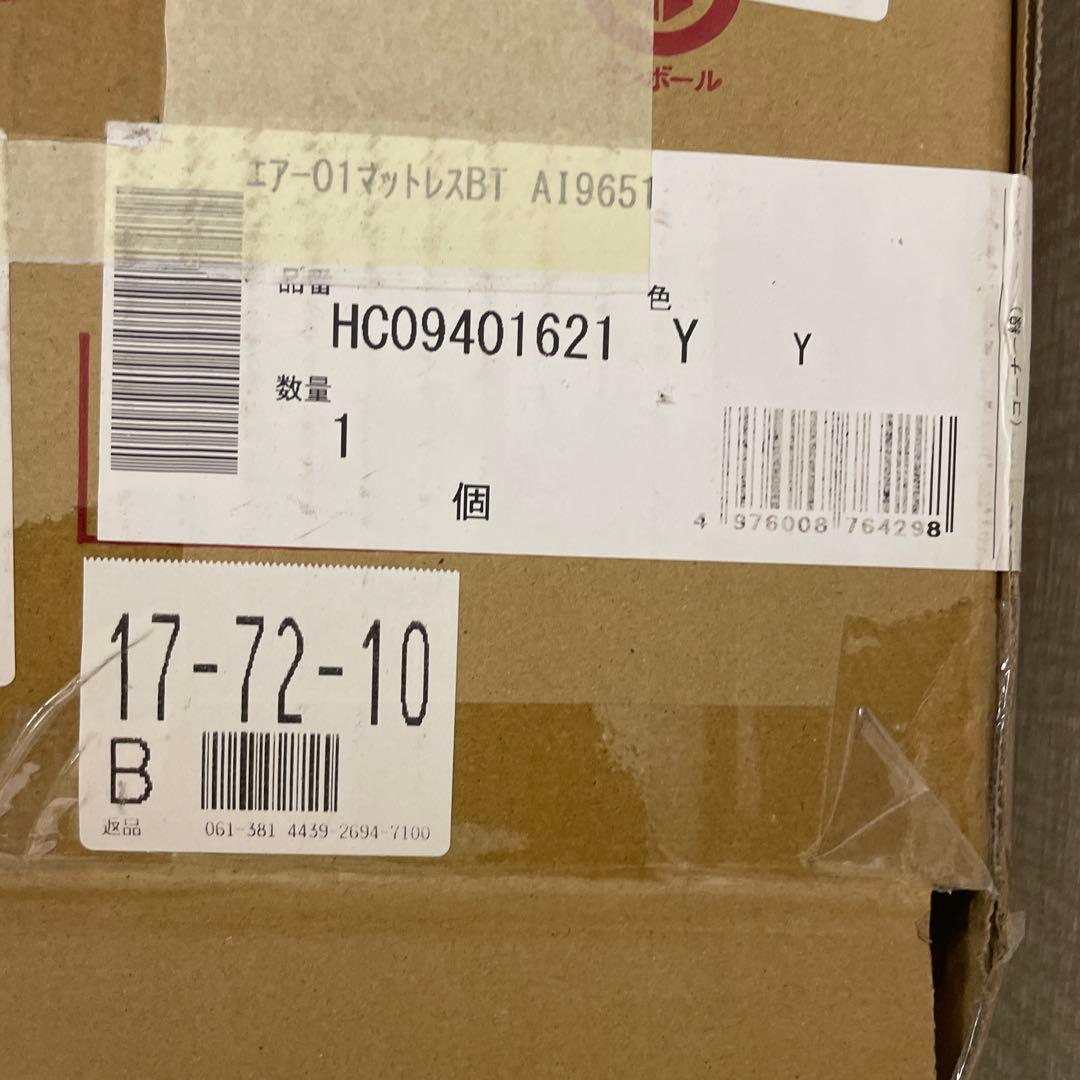 ボール
エアー01マットレスBT AI9651
品番
色
HC09401621 Y Y
数量
1
個
4 976008 764298
17-72-10
B
返品 061-381 4439-2694-7100